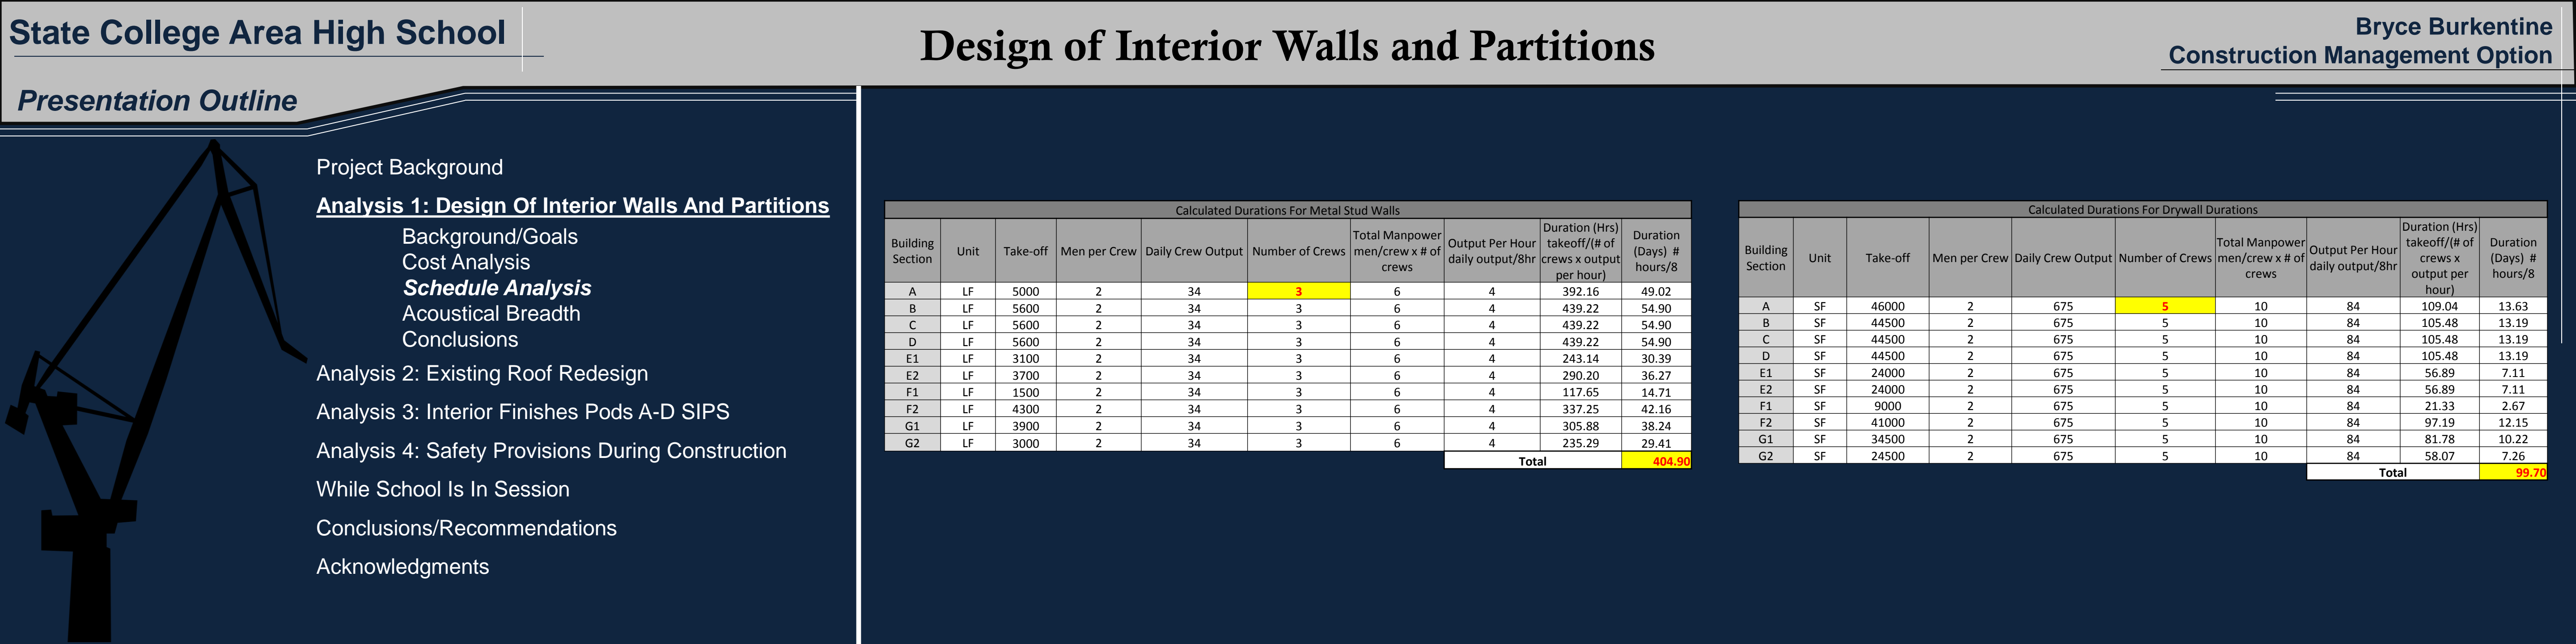 State College Area High School
Design of Interior Walls and Partitions
Bryce Burkentine
Construction Management Option
Presentation Outline
Project Background
Analysis 1: Design Of Interior Walls And Partitions
Background/Goals
Cost Analysis
Schedule Analysis
Acoustical Breadth
Conclusions
Analysis 2: Existing Roof Redesign
Analysis 3: Interior Finishes Pods A-D SIPS
Analysis 4: Safety Provisions During Construction
While School Is In Session
Conclusions/Recommendations
Acknowledgments
Calculated Durations For Metal Stud Walls
Building Section Unit Take-off Men per Crew Daily Crew Output Number of Crews Total Manpower men/crew x # of crews Output Per Hour daily output/8hr Duration (Hrs) takeoff/(# of crews x output per hour) Duration (Days) # hours/8
A LF 5000 2 34 3 6 4 392.16 49.02
B LF 5600 2 34 3 6 4 439.22 54.90
C LF 5600 2 34 3 6 4 439.22 54.90
D LF 5600 2 34 3 6 4 439.22 54.90
E1 LF 3100 2 34 3 6 4 243.14 30.39
E2 LF 3700 2 34 3 6 4 290.20 36.27
F1 LF 1500 2 34 3 6 4 117.65 14.71
F2 LF 4300 2 34 3 6 4 337.25 42.16
G1 LF 3900 2 34 3 6 4 305.88 38.24
G2 LF 3000 2 34 3 6 4 235.29 29.41
Total 404.90
Calculated Durations For Drywall Durations
Building Section Unit Take-off Men per Crew Daily Crew Output Number of Crews Total Manpower men/crew x # of crews Output Per Hour daily output/8hr Duration (Hrs) takeoff/(# of crews x output per hour) Duration (Days) # hours/8
A SF 46000 2 675 5 10 84 109.04 13.63
B SF 44500 2 675 5 10 84 105.48 13.19
C SF 44500 2 675 5 10 84 105.48 13.19
D SF 44500 2 675 5 10 84 105.48 13.19
E1 SF 24000 2 675 5 10 84 56.89 7.11
E2 SF 24000 2 675 5 10 84 56.89 7.11
F1 SF 9000 2 675 5 10 84 21.33 2.67
F2 SF 41000 2 675 5 10 84 97.19 12.15
G1 SF 34500 2 675 5 10 84 81.78 10.22
G2 SF 24500 2 675 5 10 84 58.07 7.26
Total 99.70